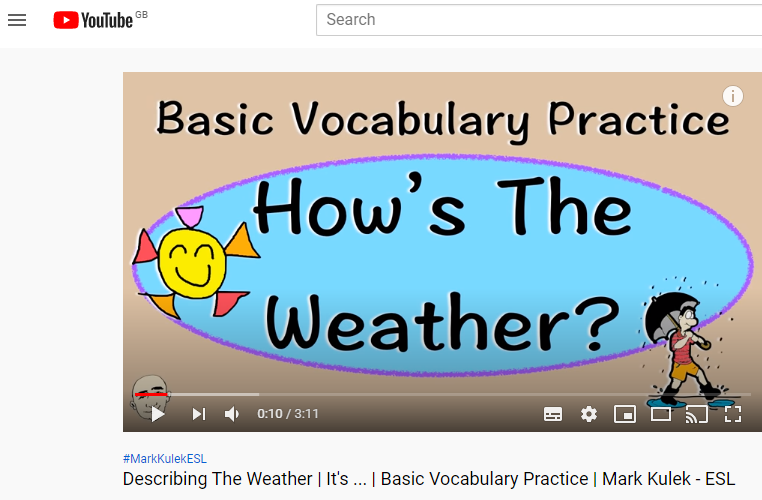 YouTube GB
Search
Basic Vocabulary Practice
How's The
Weather?
i
0:10 / 3:11
#MarkKulekESL
Describing The Weather | It's ... | Basic Vocabulary Practice | Mark Kulek - ESL